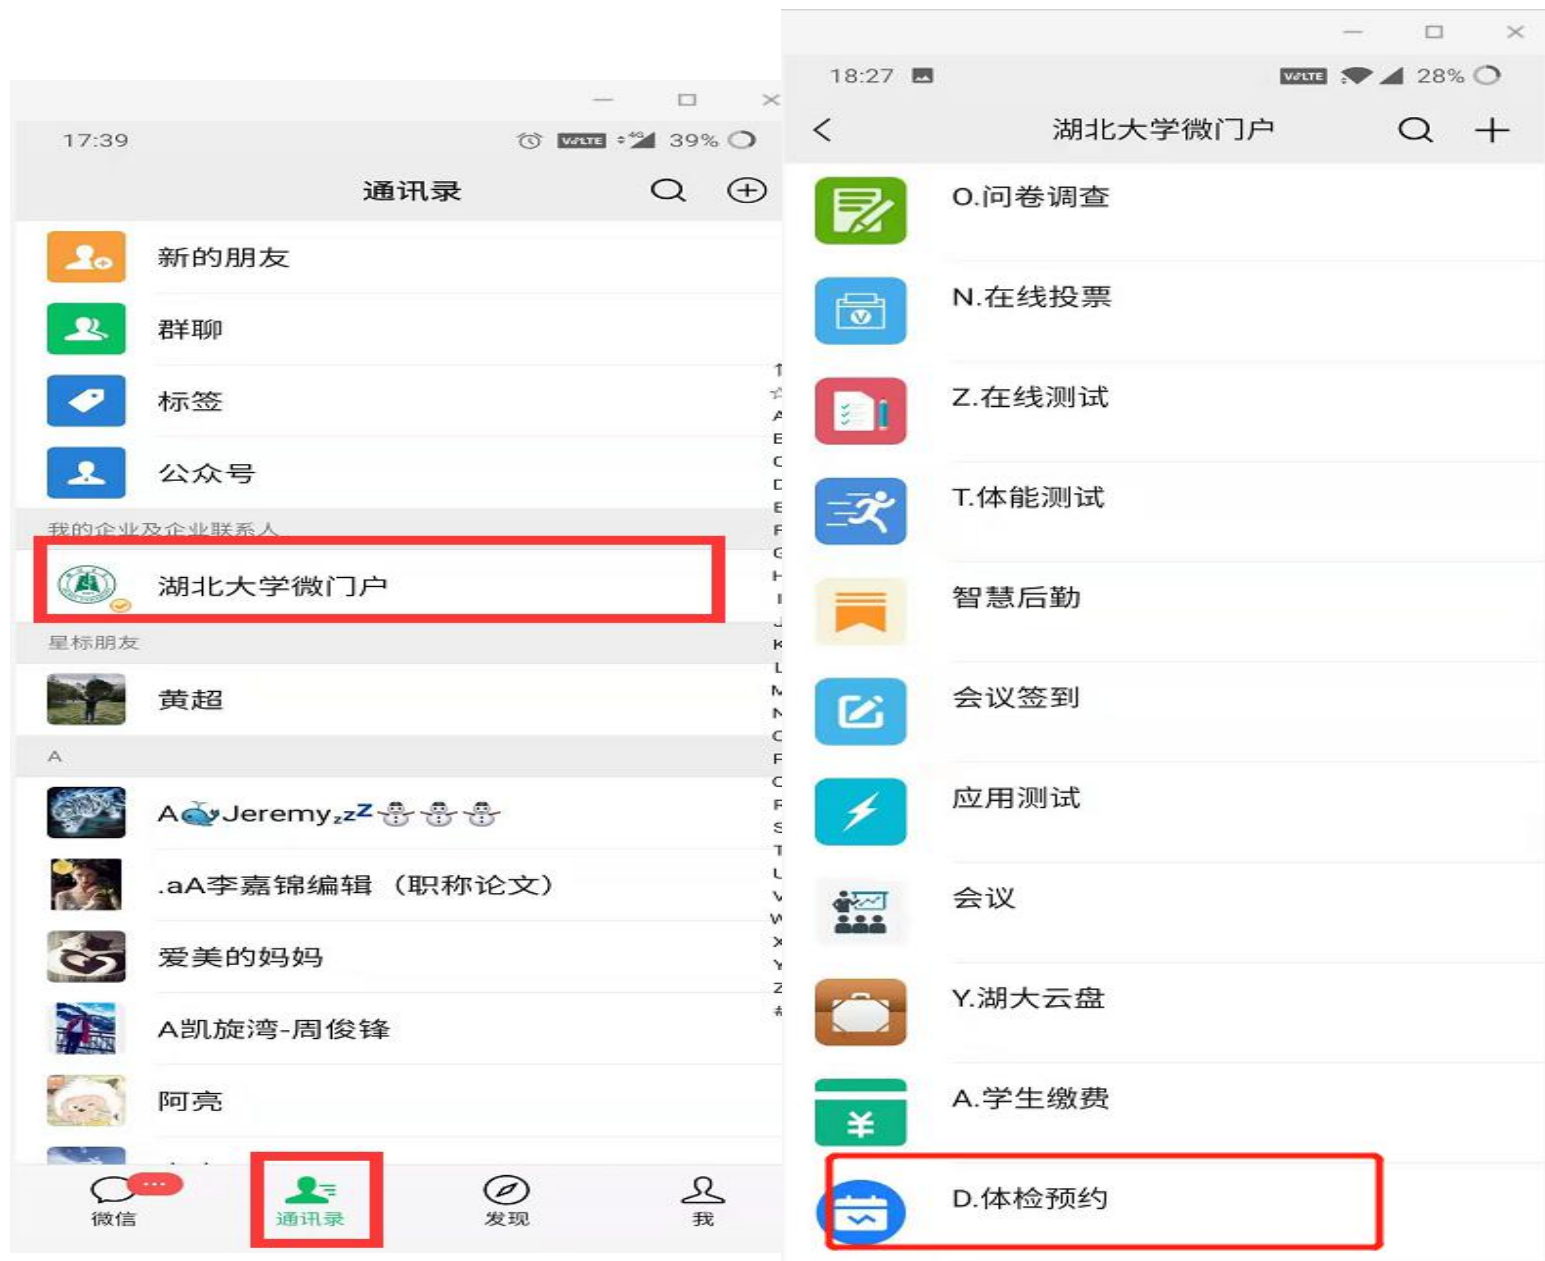 17:39
VoLTE 4G 39%
通讯录
新的朋友
群聊
标签
公众号
我的企业及企业联系人
湖北大学微门户
星标朋友
黄超
A
A🐳Jeremy₂zZ⛄⛄⛄
.aA李嘉锦编辑（职称论文）
爱美的妈妈
A凯旋湾-周俊锋
阿亮
微信
通讯录
发现
我
18:27
VoLTE 28%
湖北大学微门户
O.问卷调查
N.在线投票
Z.在线测试
T.体能测试
智慧后勤
会议签到
应用测试
会议
Y.湖大云盘
A.学生缴费
D.体检预约